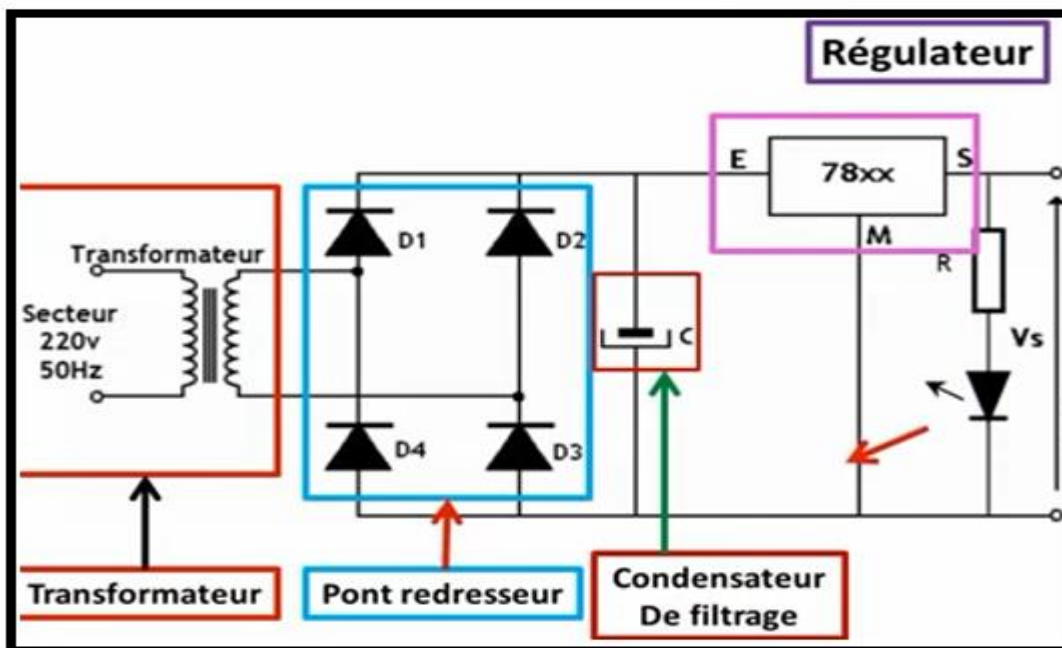 Régulateur
E
78xx
S
M
Transformateur
D1
D2
Secteur
220v
50Hz
C
R
Vs
D4
D3
Transformateur
Pont redresseur
Condensateur
De filtrage